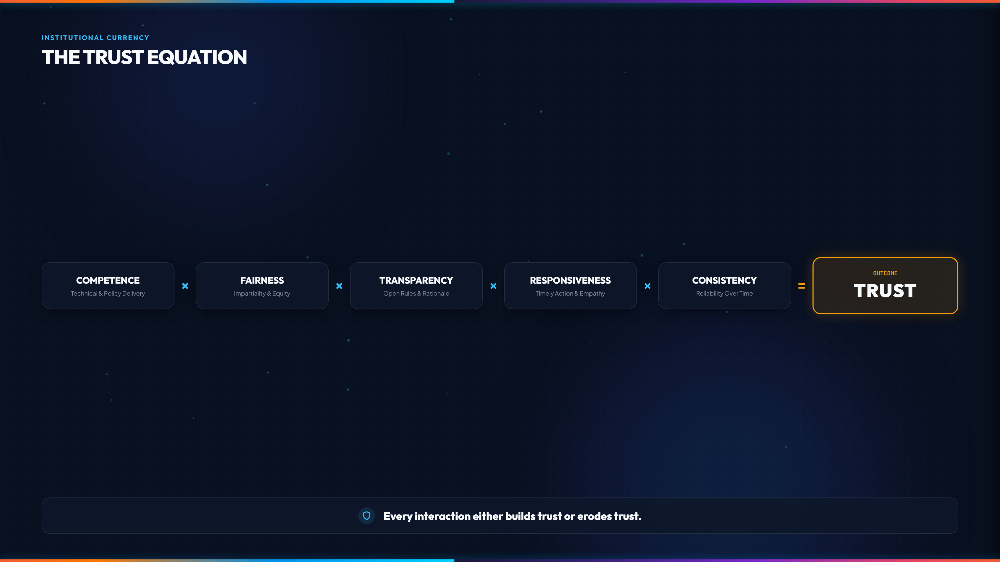 INSTITUTIONAL CURRENCY
THE TRUST EQUATION
COMPETENCE
Technical & Policy Delivery
×
FAIRNESS
Impartiality & Equity
×
TRANSPARENCY
Open Rules & Rationale
×
RESPONSIVENESS
Timely Action & Empathy
×
CONSISTENCY
Reliability Over Time
=
OUTCOME
TRUST
Every interaction either builds trust or erodes trust.